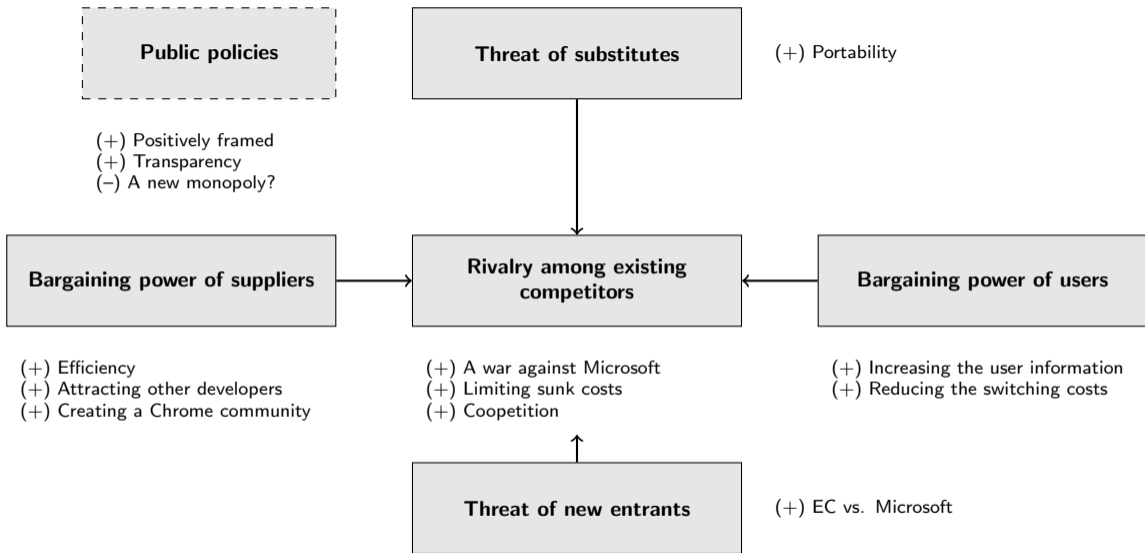 Public policies
Threat of substitutes
(+) Portability
(+) Positively framed
(+) Transparency
(–) A new monopoly?
Bargaining power of suppliers
Rivalry among existing
competitors
Bargaining power of users
(+) Efficiency
(+) Attracting other developers
(+) Creating a Chrome community
(+) A war against Microsoft
(+) Limiting sunk costs
(+) Coopetition
(+) Increasing the user information
(+) Reducing the switching costs
Threat of new entrants
(+) EC vs. Microsoft